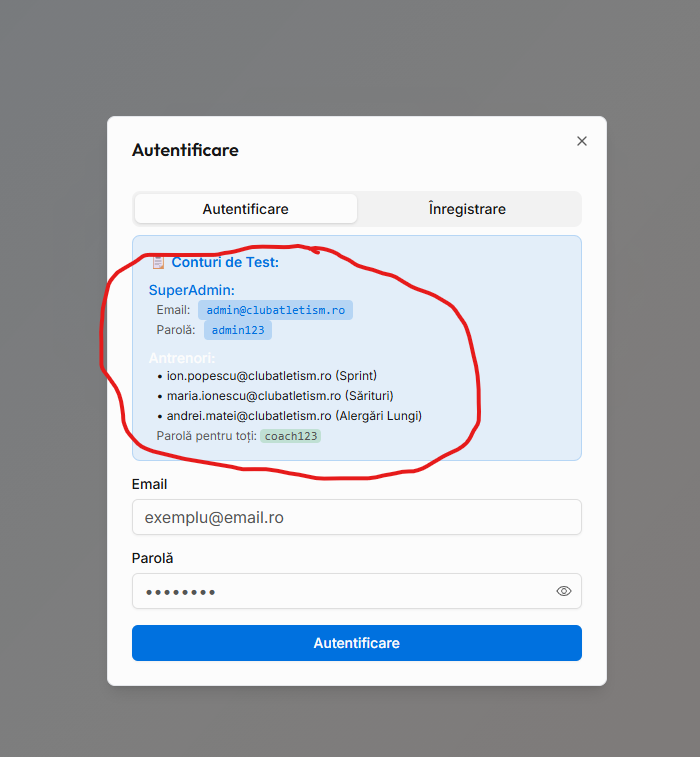 Autentificare
Autentificare
Înregistrare
Conturi de Test:
SuperAdmin:
Email: admin@clubatletism.ro
Parolă: admin123
Antrenori:
• ion.popescu@clubatletism.ro (Sprint)
• maria.ionescu@clubatletism.ro (Sărituri)
• andrei.matei@clubatletism.ro (Alergări Lungi)
Parolă pentru toți: coach123
Email
exemplu@email.ro
Parolă
••••••••
Autentificare